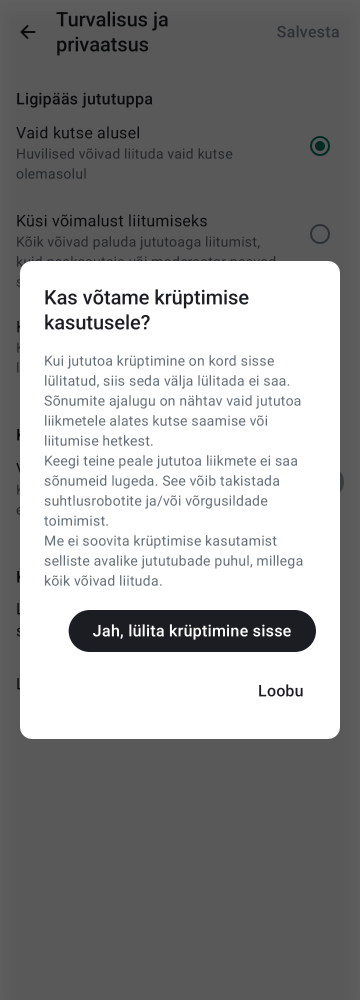 Turvalisus ja
privaatsus
Salvesta
Ligipääs jututuppa
Vaid kutse alusel
Huvilised võivad liituda vaid kutse
olemasolul
Küsi võimalust liitumiseks
Kõik võivad paluda jututoaga liitumist,
Kas võtame krüptimise
kasutusele?
Kui jututoa krüptimine on kord sisse
lülitatud, siis seda välja lülitada ei saa.
Sõnumite ajalugu on nähtav vaid jututoa
liikmetele alates kutse saamise või
liitumise hetkest.
Keegi teine peale jututoa liikmete ei saa
sõnumeid lugeda. See võib takistada
suhtlusrobotite ja/või võrgusildade
toimimist.
Me ei soovita krüptimise kasutamist
selliste avalike jututubade puhul, millega
kõik võivad liituda.
Jah, lülita krüptimine sisse
Loobu